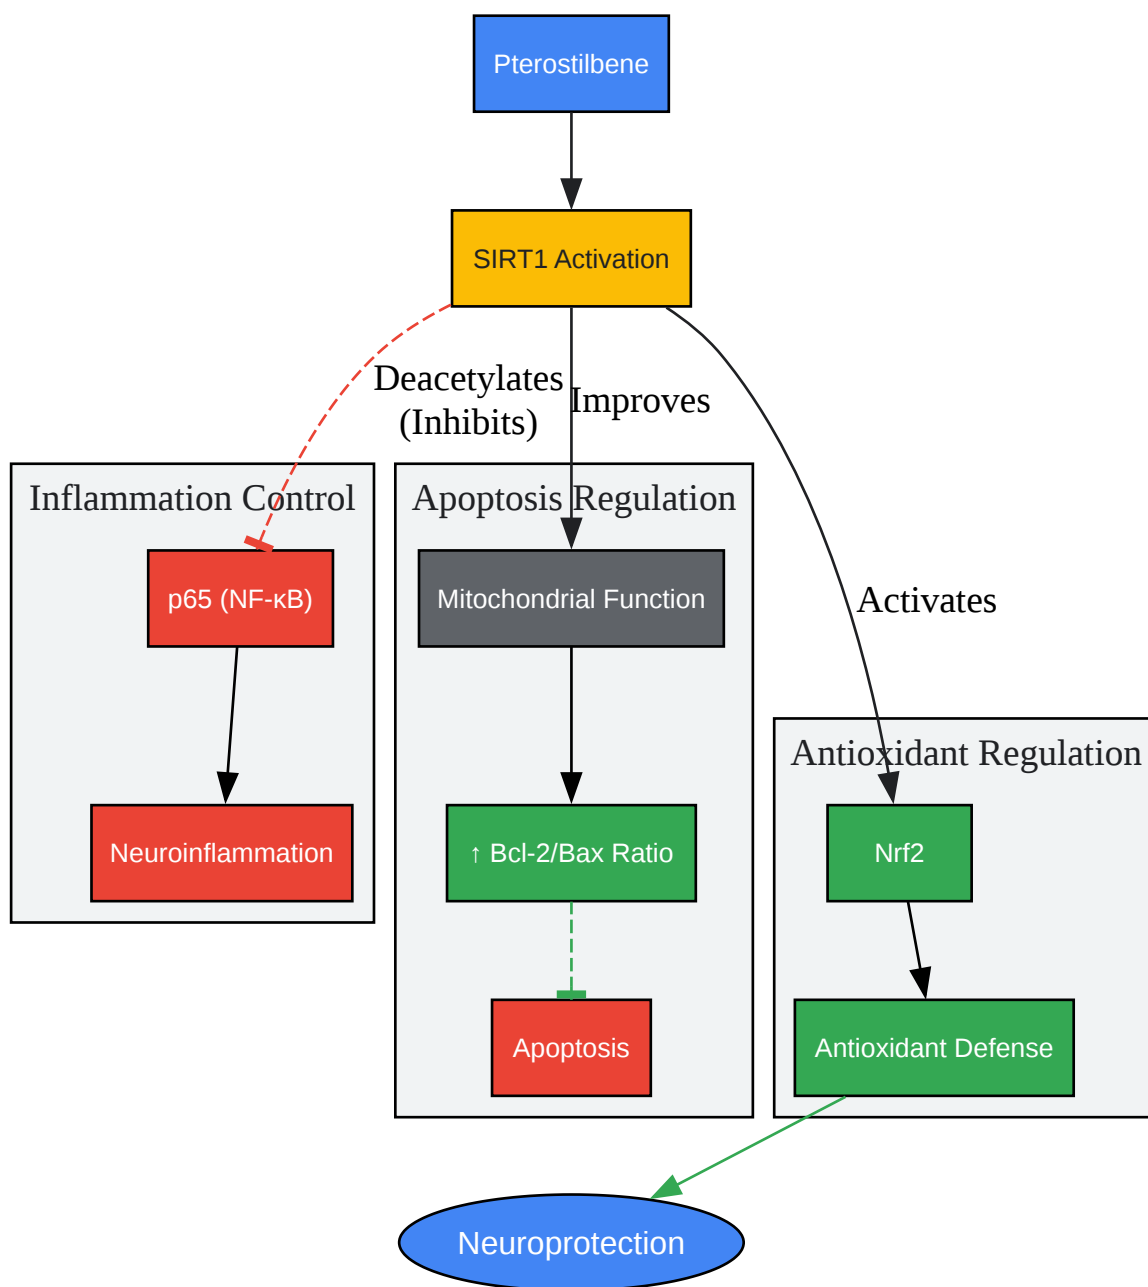 Pterostilbene
SIRT1 Activation
Deacetylates
(Inhibits)
Improves
Inflammation Control
Apoptosis Regulation
p65 (NF-κB)
Mitochondrial Function
Activates
Antioxidant Regulation
Neuroinflammation
↑ Bcl-2/Bax Ratio
Nrf2
Apoptosis
Antioxidant Defense
Neuroprotection